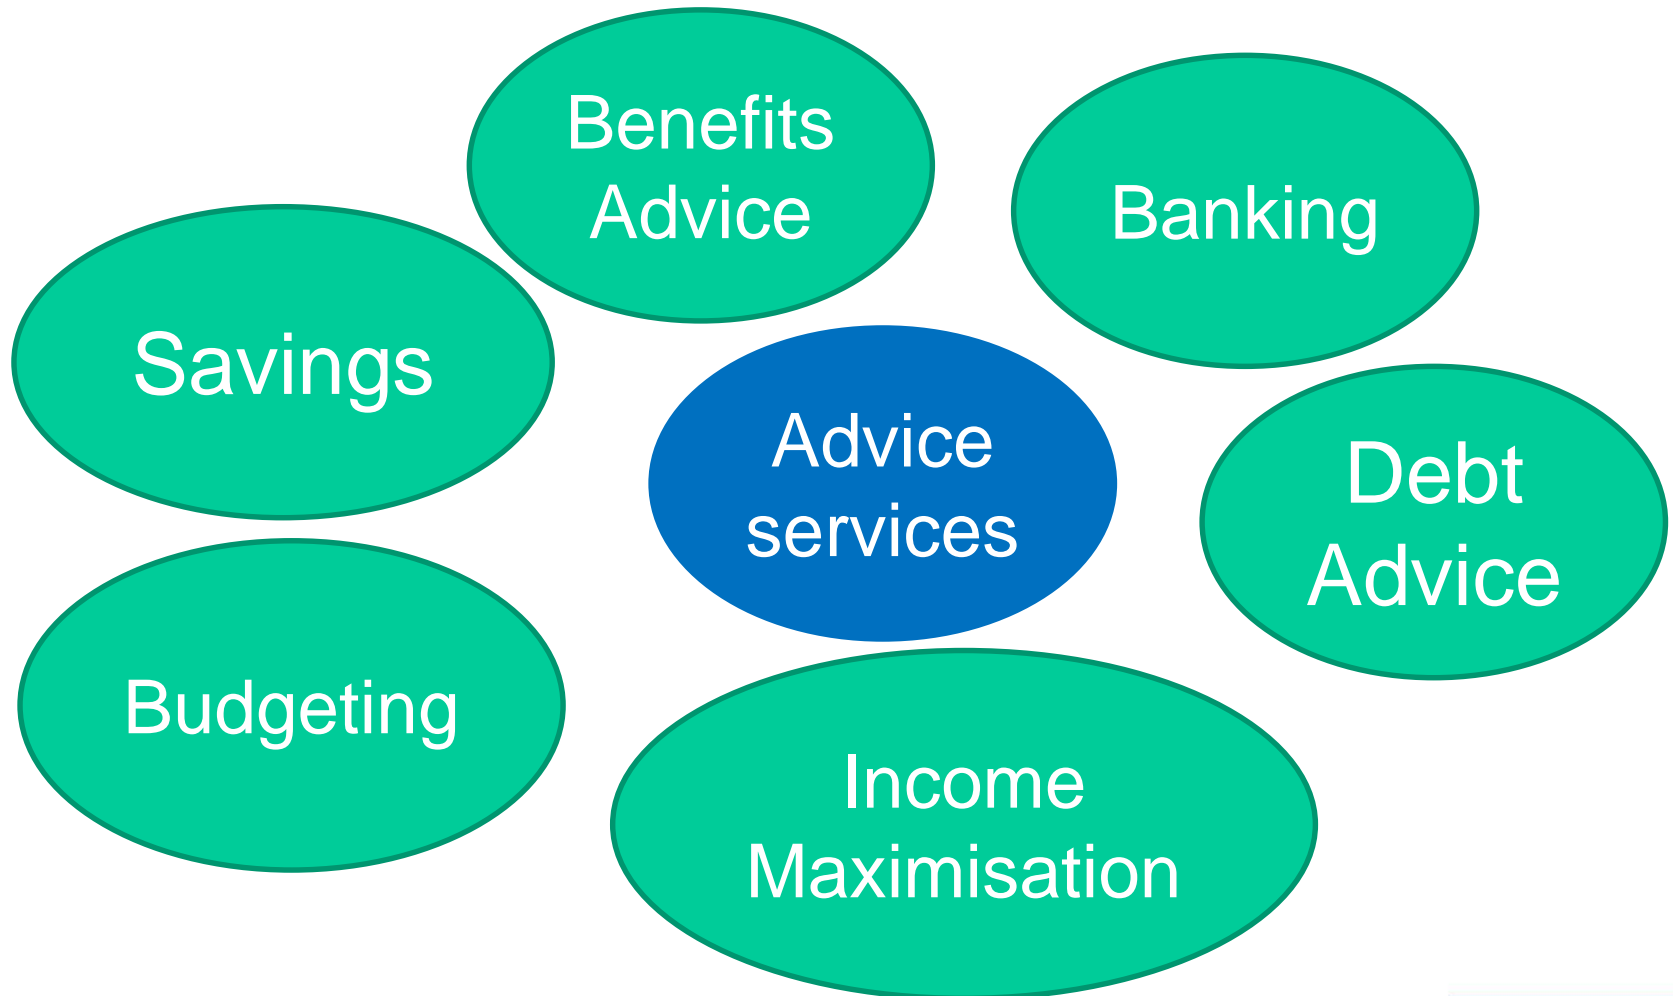 Benefits
Advice
Banking
Savings
Advice
services
Debt
Advice
Budgeting
Income
Maximisation